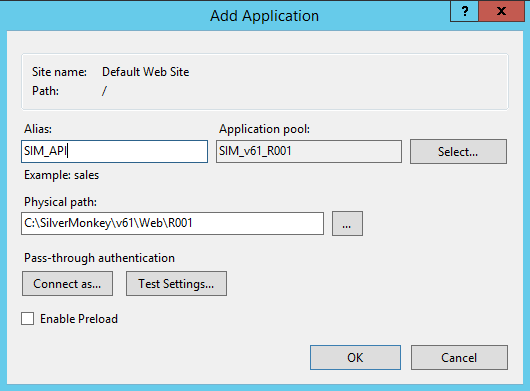 Add Application
?
x
Site name: Default Web Site
Path: /
Alias: Application pool:
SIM_API SIM_v61_R001 Select...
Example: sales
Physical path:
C:\SilverMonkey\v61\Web\R001 ...
Pass-through authentication
Connect as... Test Settings...
Enable Preload
OK Cancel